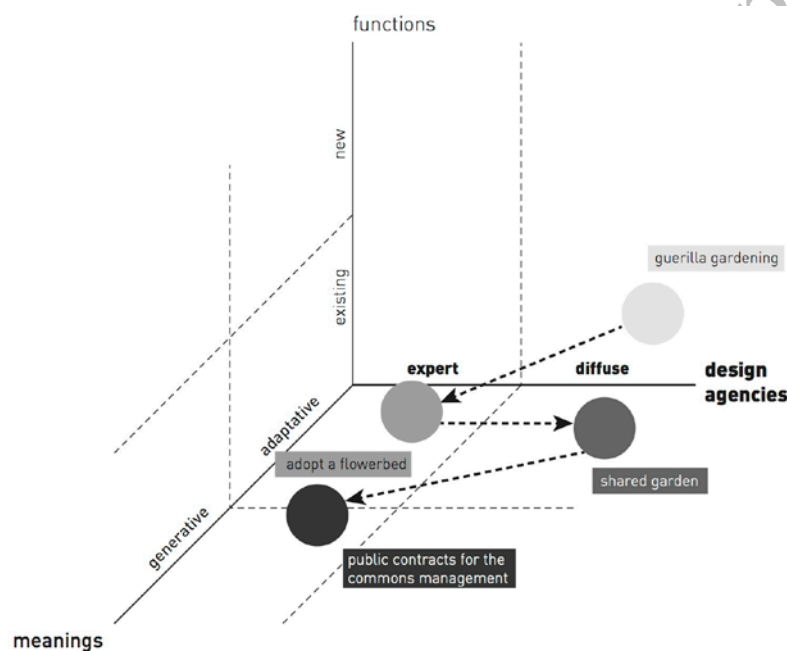 functions
new
existing
guerilla gardening
expert
diffuse
design
agencies
adaptative
adopt a flowerbed
shared garden
generative
public contracts for the
commons management
meanings